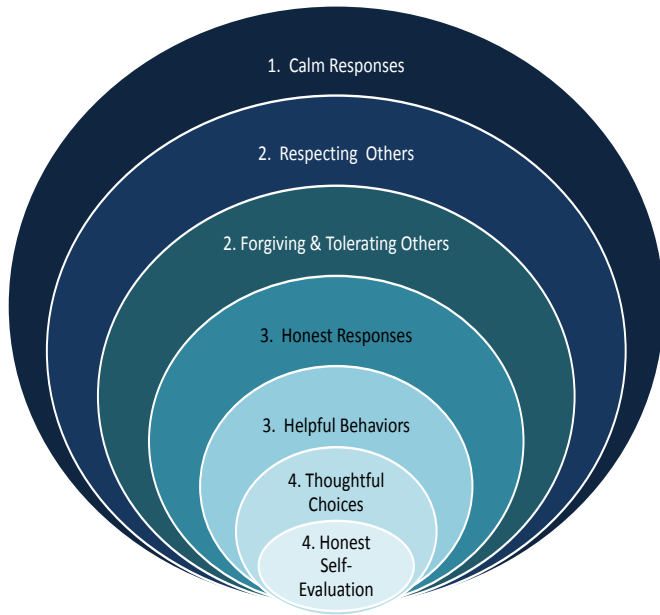 1. Calm Responses
2. Respecting Others
2. Forgiving & Tolerating Others
3. Honest Responses
3. Helpful Behaviors
4. Thoughtful
Choices
4. Honest
Self-
Evaluation